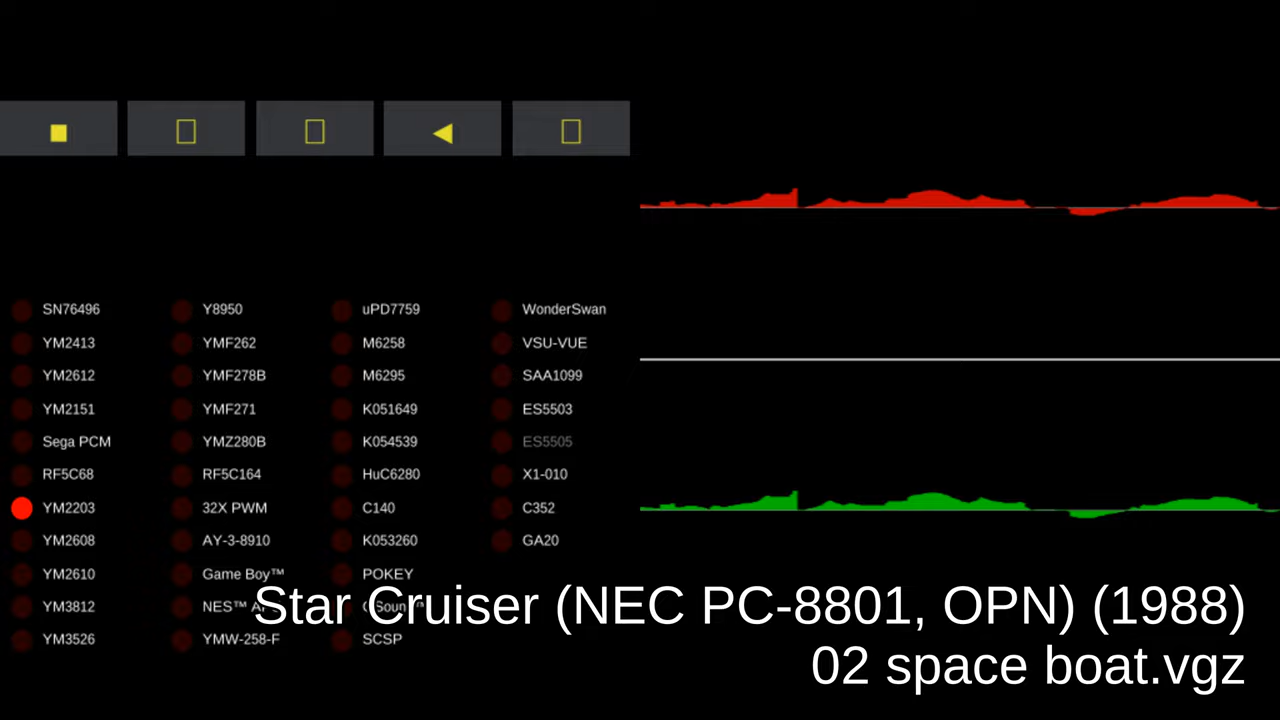 SN76496
YM2413
YM2612
YM2151
Sega PCM
RF5C68
YM2203
YM2608
YM2610
YM3812
YM3526
Y8950
YMF262
YMF278B
YMF271
YMZ280B
RF5C164
32X PWM
AY-3-8910
Game Boy™
NES™
YMW-258-F
uPD7759
M6258
M6295
K051649
K054539
HuC6280
C140
K053260
POKEY
SCSP
WonderSwan
VSU-VUE
SAA1099
ES5503
ES5505
X1-010
C352
GA20
Star Cruiser (NEC PC-8801, OPN) (1988)
02 space boat.vgz